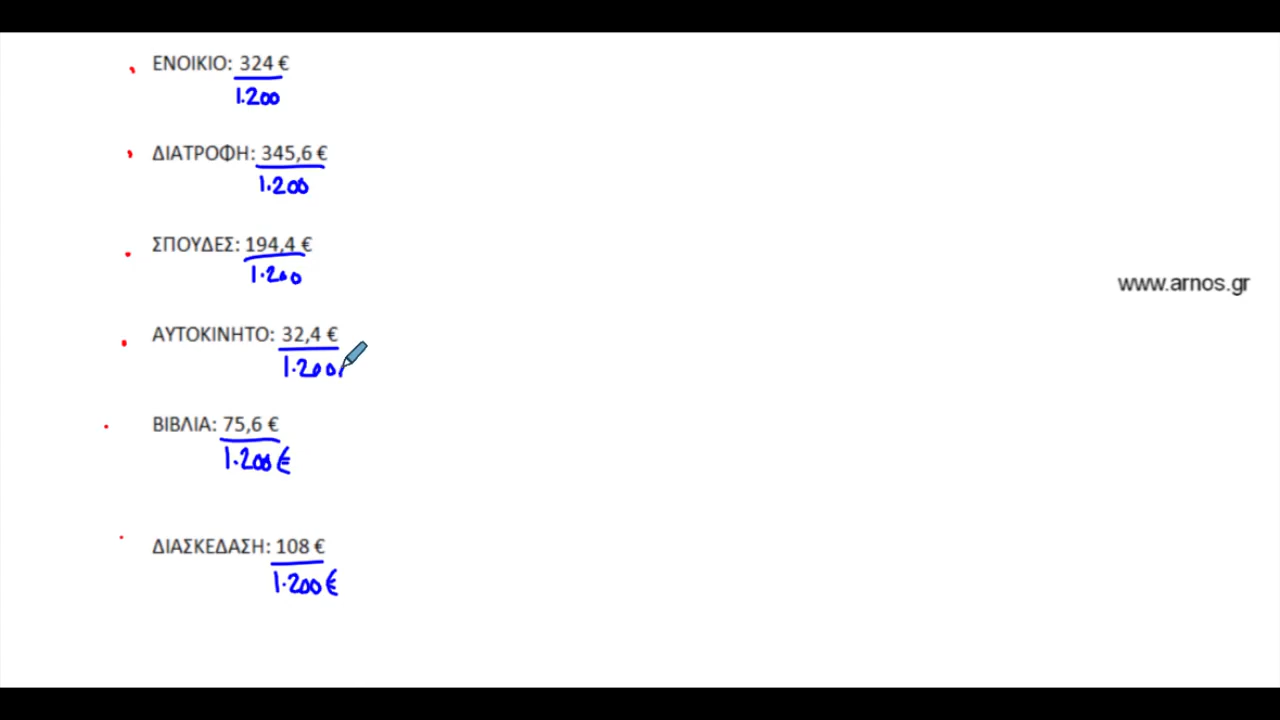 ΕΝΟΙΚΙΟ: 324 €
1.200
ΔΙΑΤΡΟΦΗ: 345,6 €
1.200
ΣΠΟΥΔΕΣ: 194,4 €
1.200
www.arnos.gr
ΑΥΤΟΚΙΝΗΤΟ: 32,4 €
1.200
ΒΙΒΛΙΑ: 75,6 €
1.200 €
ΔΙΑΣΚΕΔΑΣΗ: 108 €
1.200 €